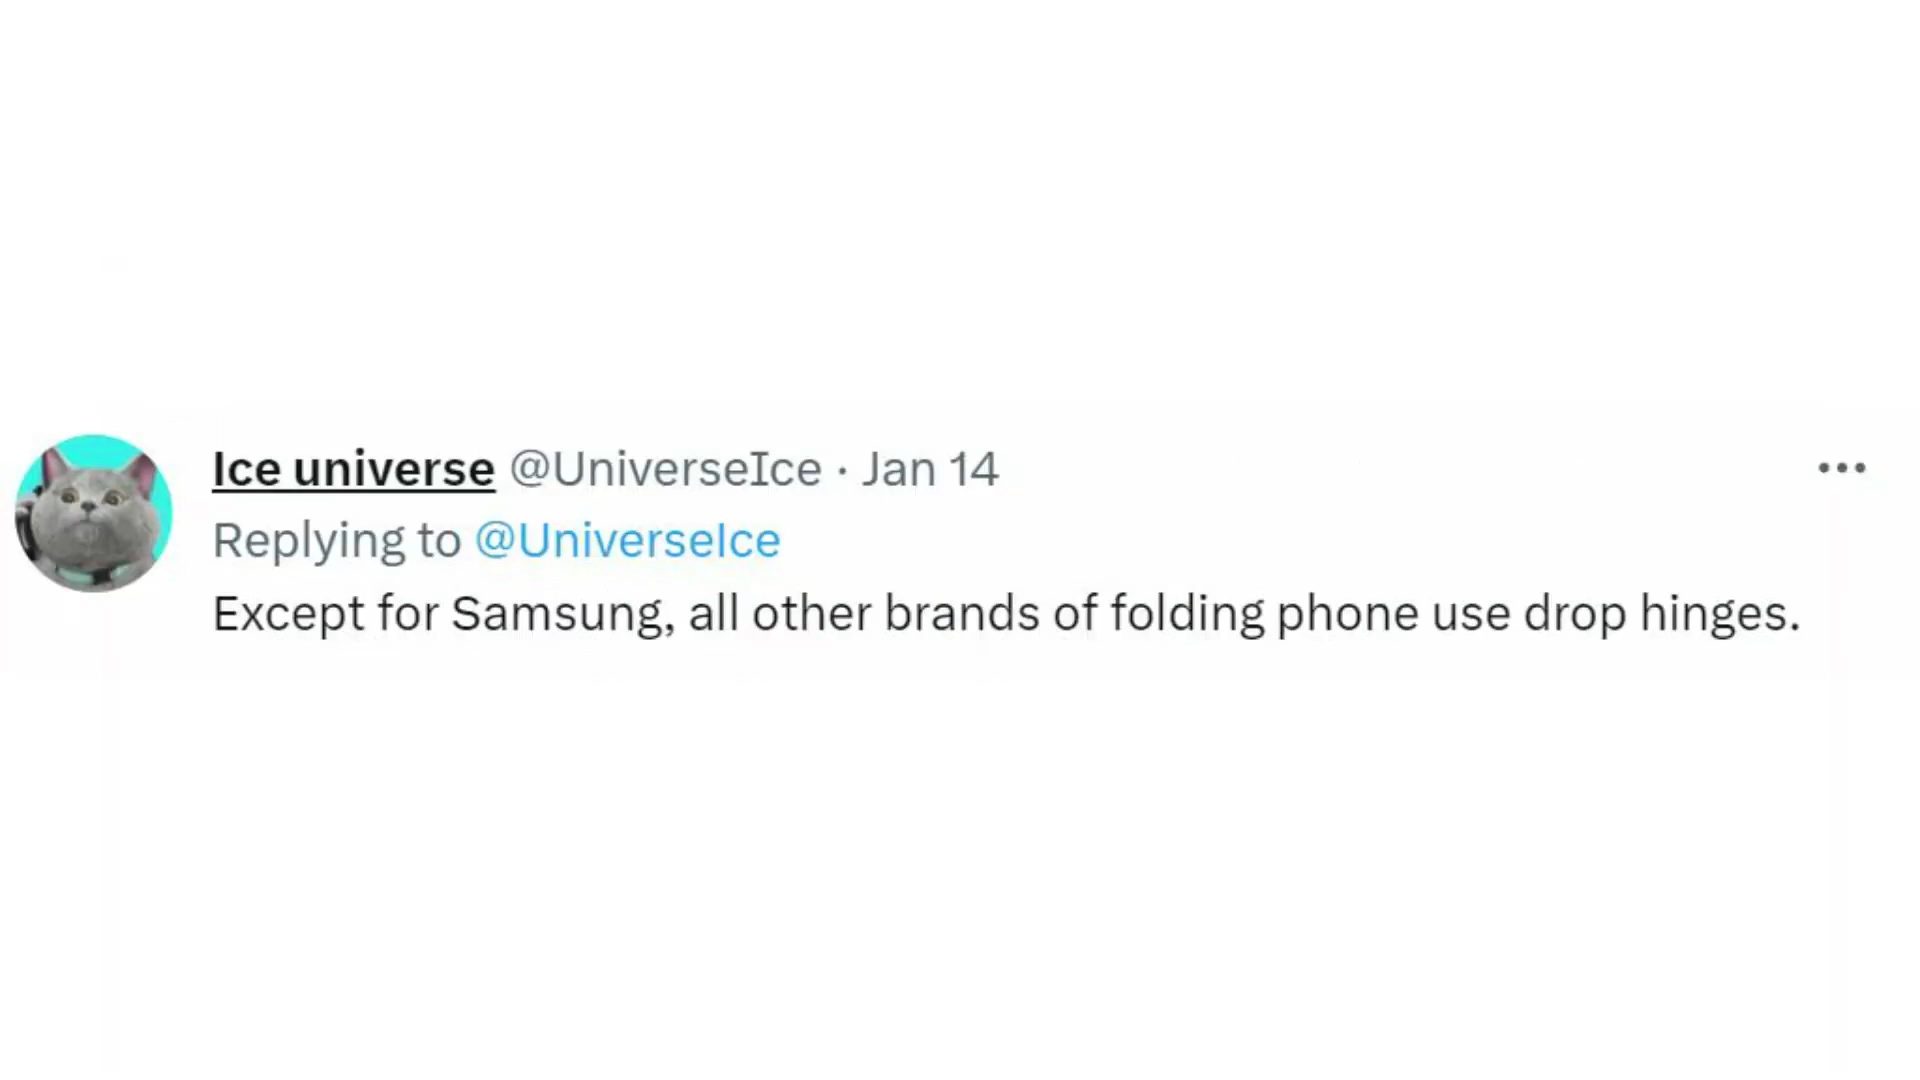 Ice universe @UniverseIce · Jan 14
Replying to @UniverseIce
Except for Samsung, all other brands of folding phone use drop hinges.